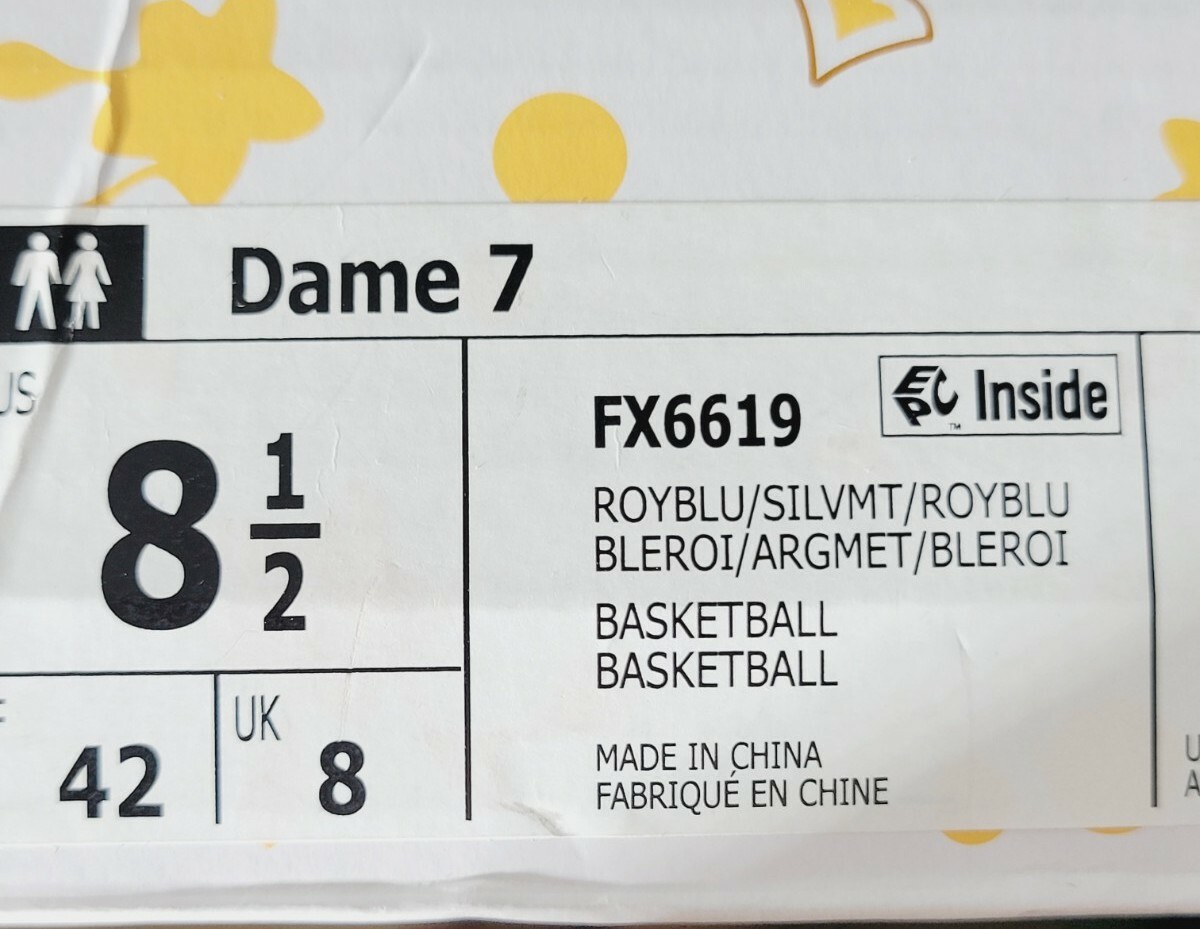 Dame 7
US
8 1/2
FX6619
EPC Inside
ROYBLU/SILVMT/ROYBLU
BLEROI/ARGMET/BLEROI
BASKETBALL
BASKETBALL
42
UK
8
MADE IN CHINA
FABRIQUÉ EN CHINE